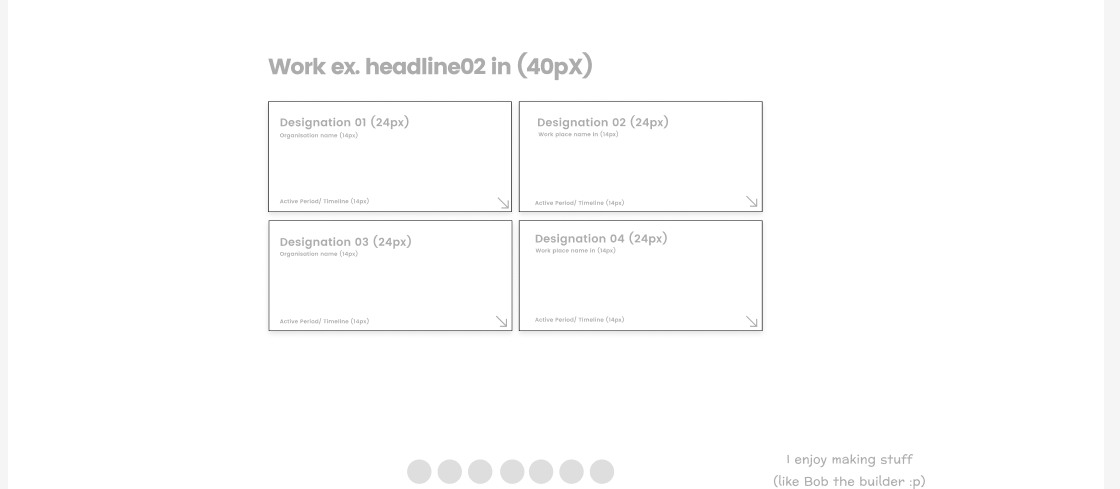 Work ex. headline02 in (40pX)
Designation 01 (24px)
Organisation name (14px)
Active Period/ Timeline (14px)
Designation 02 (24px)
Work place name in (14px)
Active Period/ Timeline (14px)
Designation 03 (24px)
Organisation name (14px)
Active Period/ Timeline (14px)
Designation 04 (24px)
Work place name in (14px)
Active Period/ Timeline (14px)
I enjoy making stuff
(like Bob the builder :p)